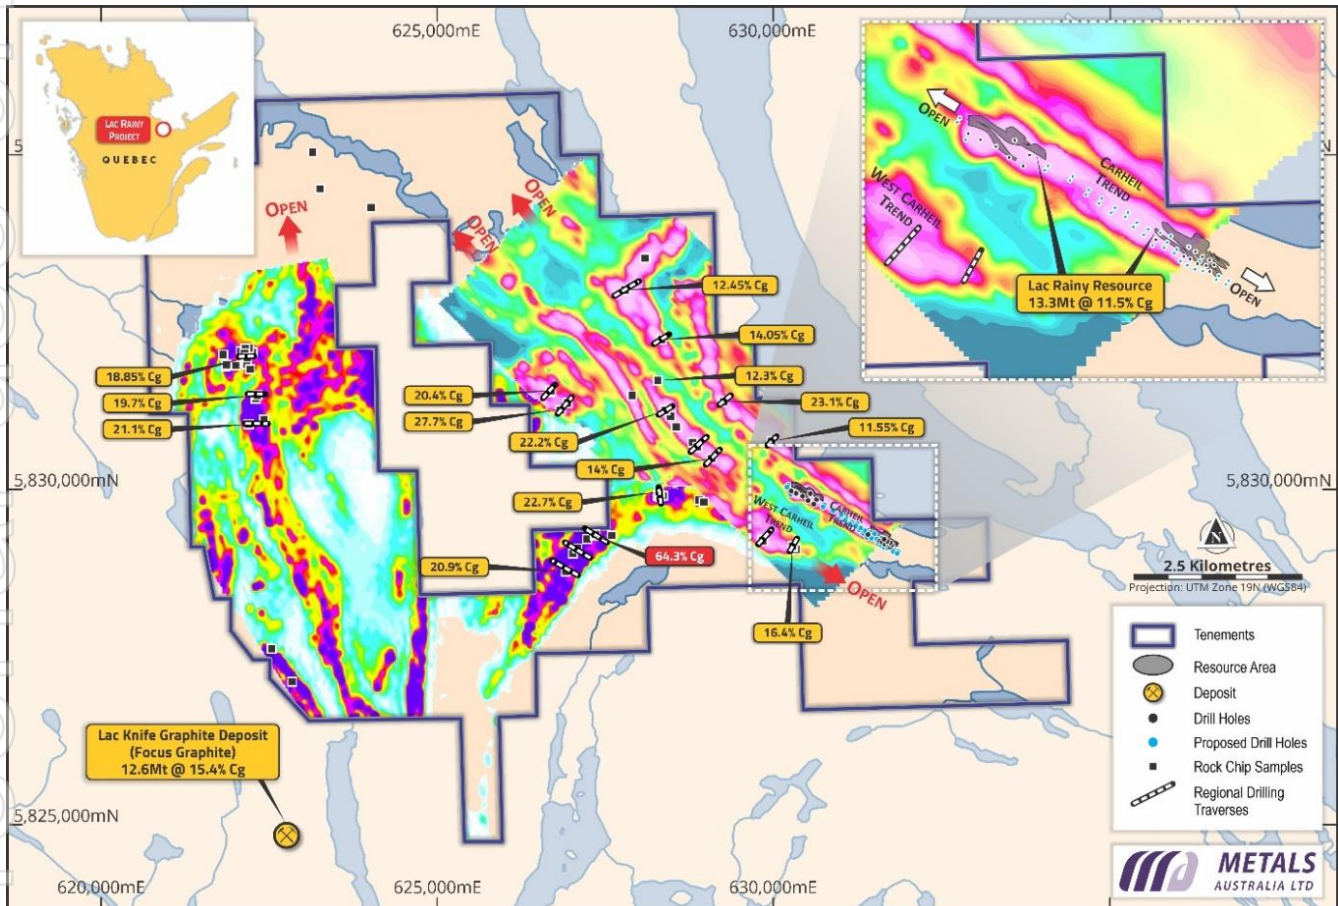 625,000mE
630,000mE
LAC RAINY
PROJECT
QUEBEC
OPEN
OPEN
OPEN
OPEN
CARHEIL
TREND
WEST CARHEIL
TREND
Lac Rainy Resource
13.3Mt @ 11.5% Cg
OPEN
12.45% Cg
14.05% Cg
18.85% Cg
12.3% Cg
19.7% Cg
20.4% Cg
23.1% Cg
21.1% Cg
27.7% Cg
22.2% Cg
11.55% Cg
14% Cg
5,830,000mN
5,830,000mN
22.7% Cg
WEST CARHEIL
TREND
CARHEIL
TREND
64.3% Cg
20.9% Cg
OPEN
16.4% Cg
N
2.5 Kilometres
Projection: UTM Zone 19N (WGS84)
Tenements
Resource Area
Deposit
Drill Holes
Proposed Drill Holes
Rock Chip Samples
Regional Drilling
Traverses
Lac Knife Graphite Deposit
(Focus Graphite)
12.6Mt @ 15.4% Cg
5,825,000mN
620,000mE
625,000mE
630,000mE
METALS
AUSTRALIA LTD